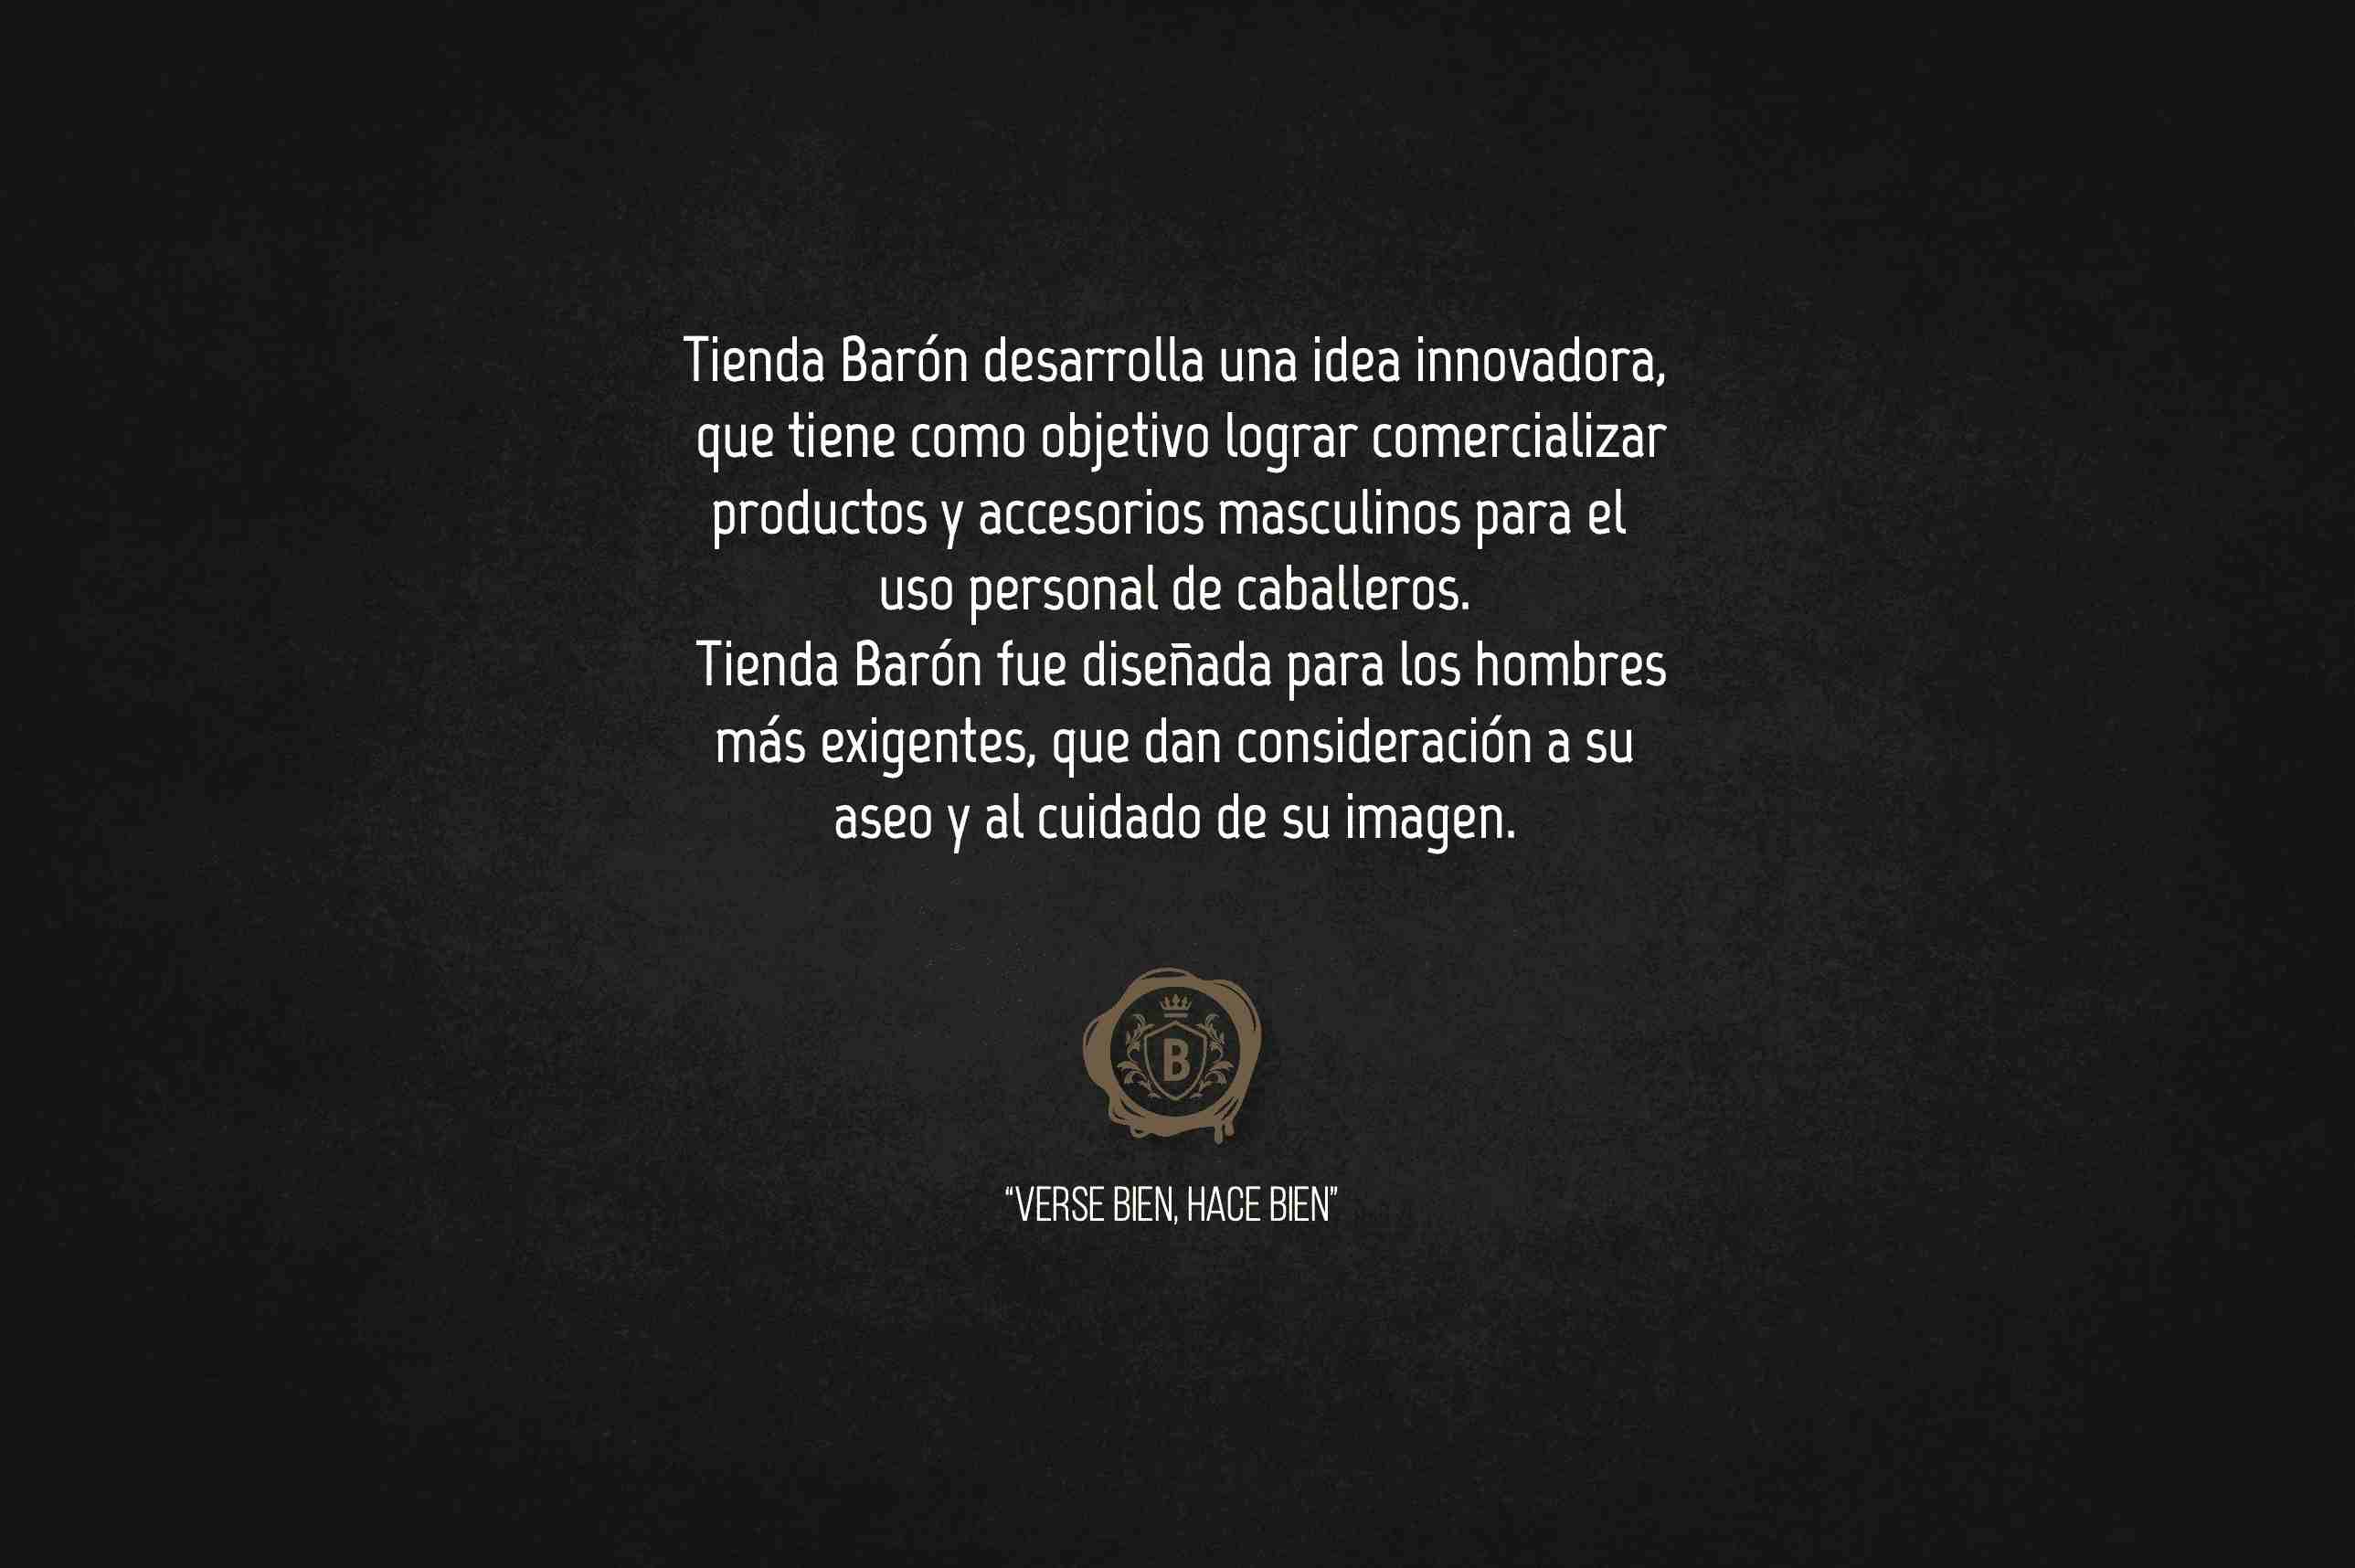 Tienda Barón desarrolla una idea innovadora,
que tiene como objetivo lograr comercializar
productos y accesorios masculinos para el
uso personal de caballeros.
Tienda Barón fue diseñada para los hombres
más exigentes, que dan consideración a su
aseo y al cuidado de su imagen.
B
“VERSE BIEN, HACE BIEN”